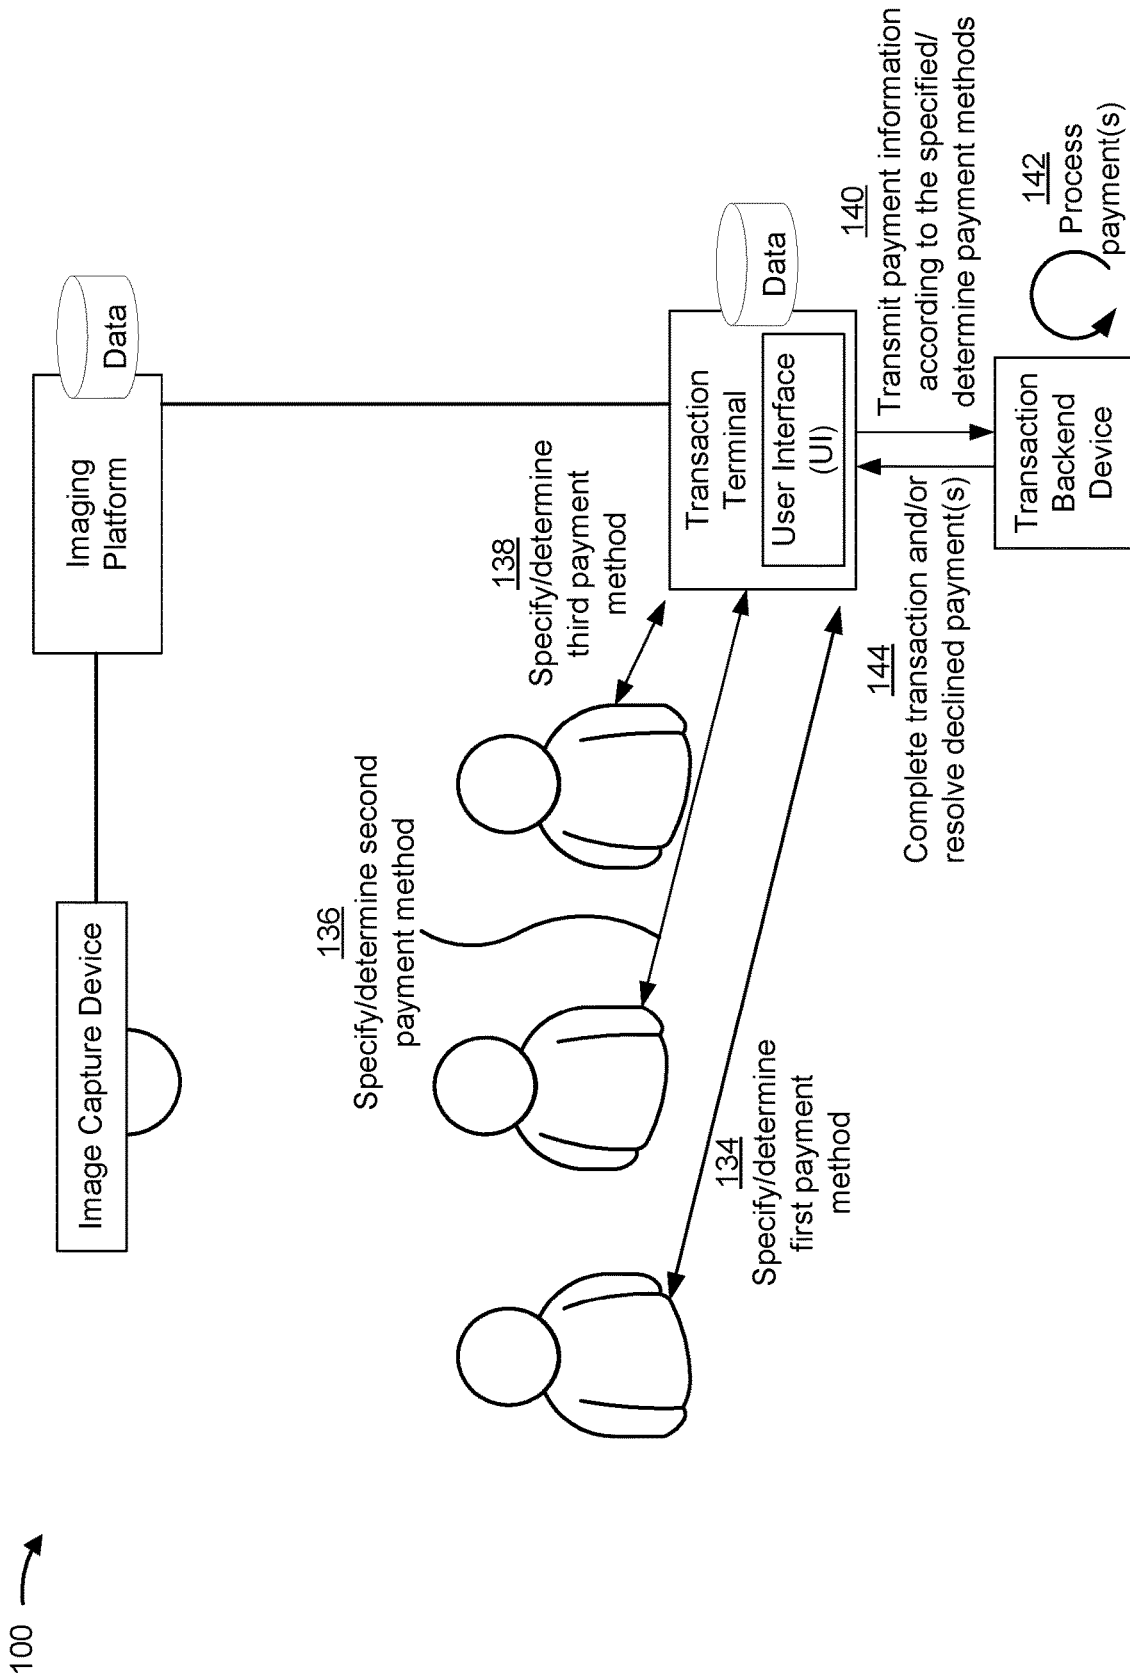 100
Image Capture Device
Imaging
Platform
Data
136
Specify/determine second
payment method
138
Specify/determine
third payment
method
134
Specify/determine
first payment
method
Transaction
Terminal
User Interface
(UI)
Data
144
Complete transaction and/or
resolve declined payment(s)
140
Transmit payment information
according to the specified/
determine payment methods
Transaction
Backend
Device
142
Process
payment(s)